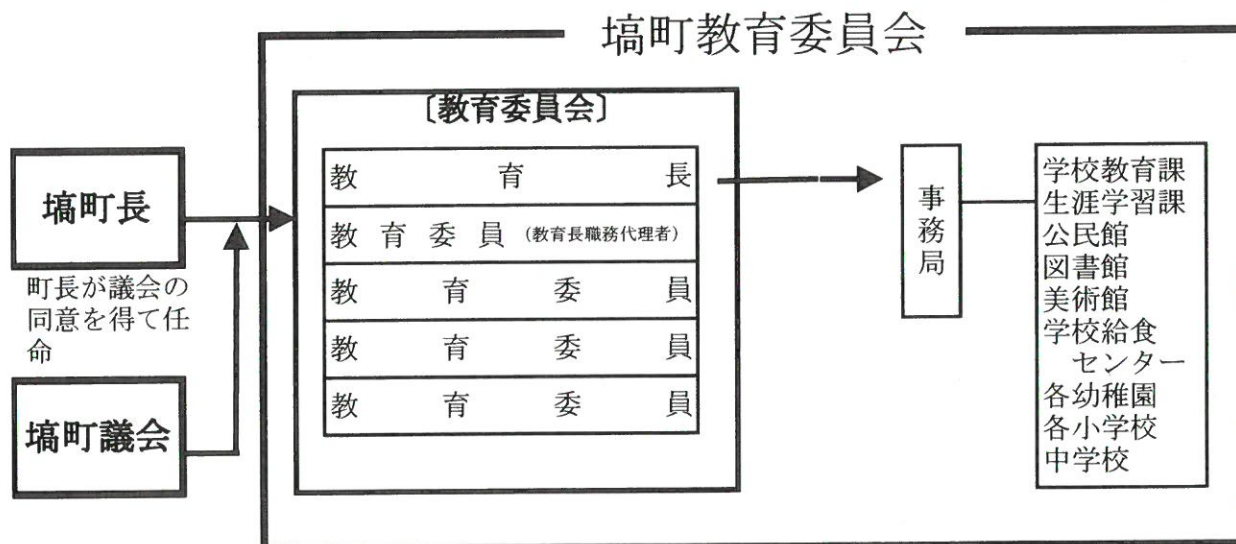 塙町教育委員会
〔教育委員会〕
教育長
教育委員(教育長職務代理者)
教育委員
教育委員
教育委員
塙町長
町長が議会の
同意を得て任
命
塙町議会
事務局
学校教育課
生涯学習課
公民館
図書館
美術館
学校給食
センター
各幼稚園
各小学校
中学校